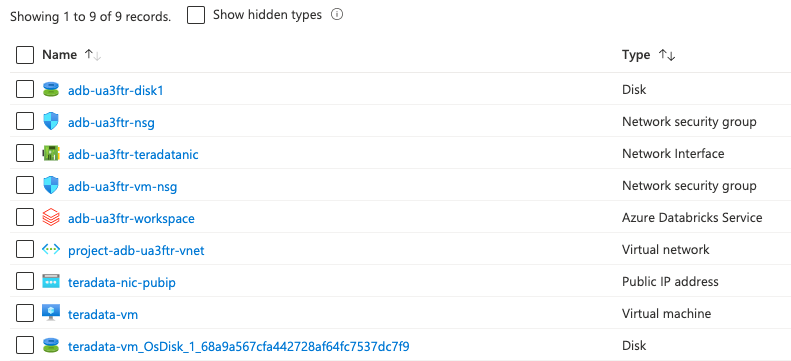 Showing 1 to 9 of 9 records. Show hidden types
Name Type
adb-ua3ftr-disk1 Disk
adb-ua3ftr-nsg Network security group
adb-ua3ftr-teradatanic Network Interface
adb-ua3ftr-vm-nsg Network security group
adb-ua3ftr-workspace Azure Databricks Service
project-adb-ua3ftr-vnet Virtual network
teradata-nic-pubip Public IP address
teradata-vm Virtual machine
teradata-vm_OsDisk_1_68a9a567cfa442728af64fc7537dc7f9 Disk